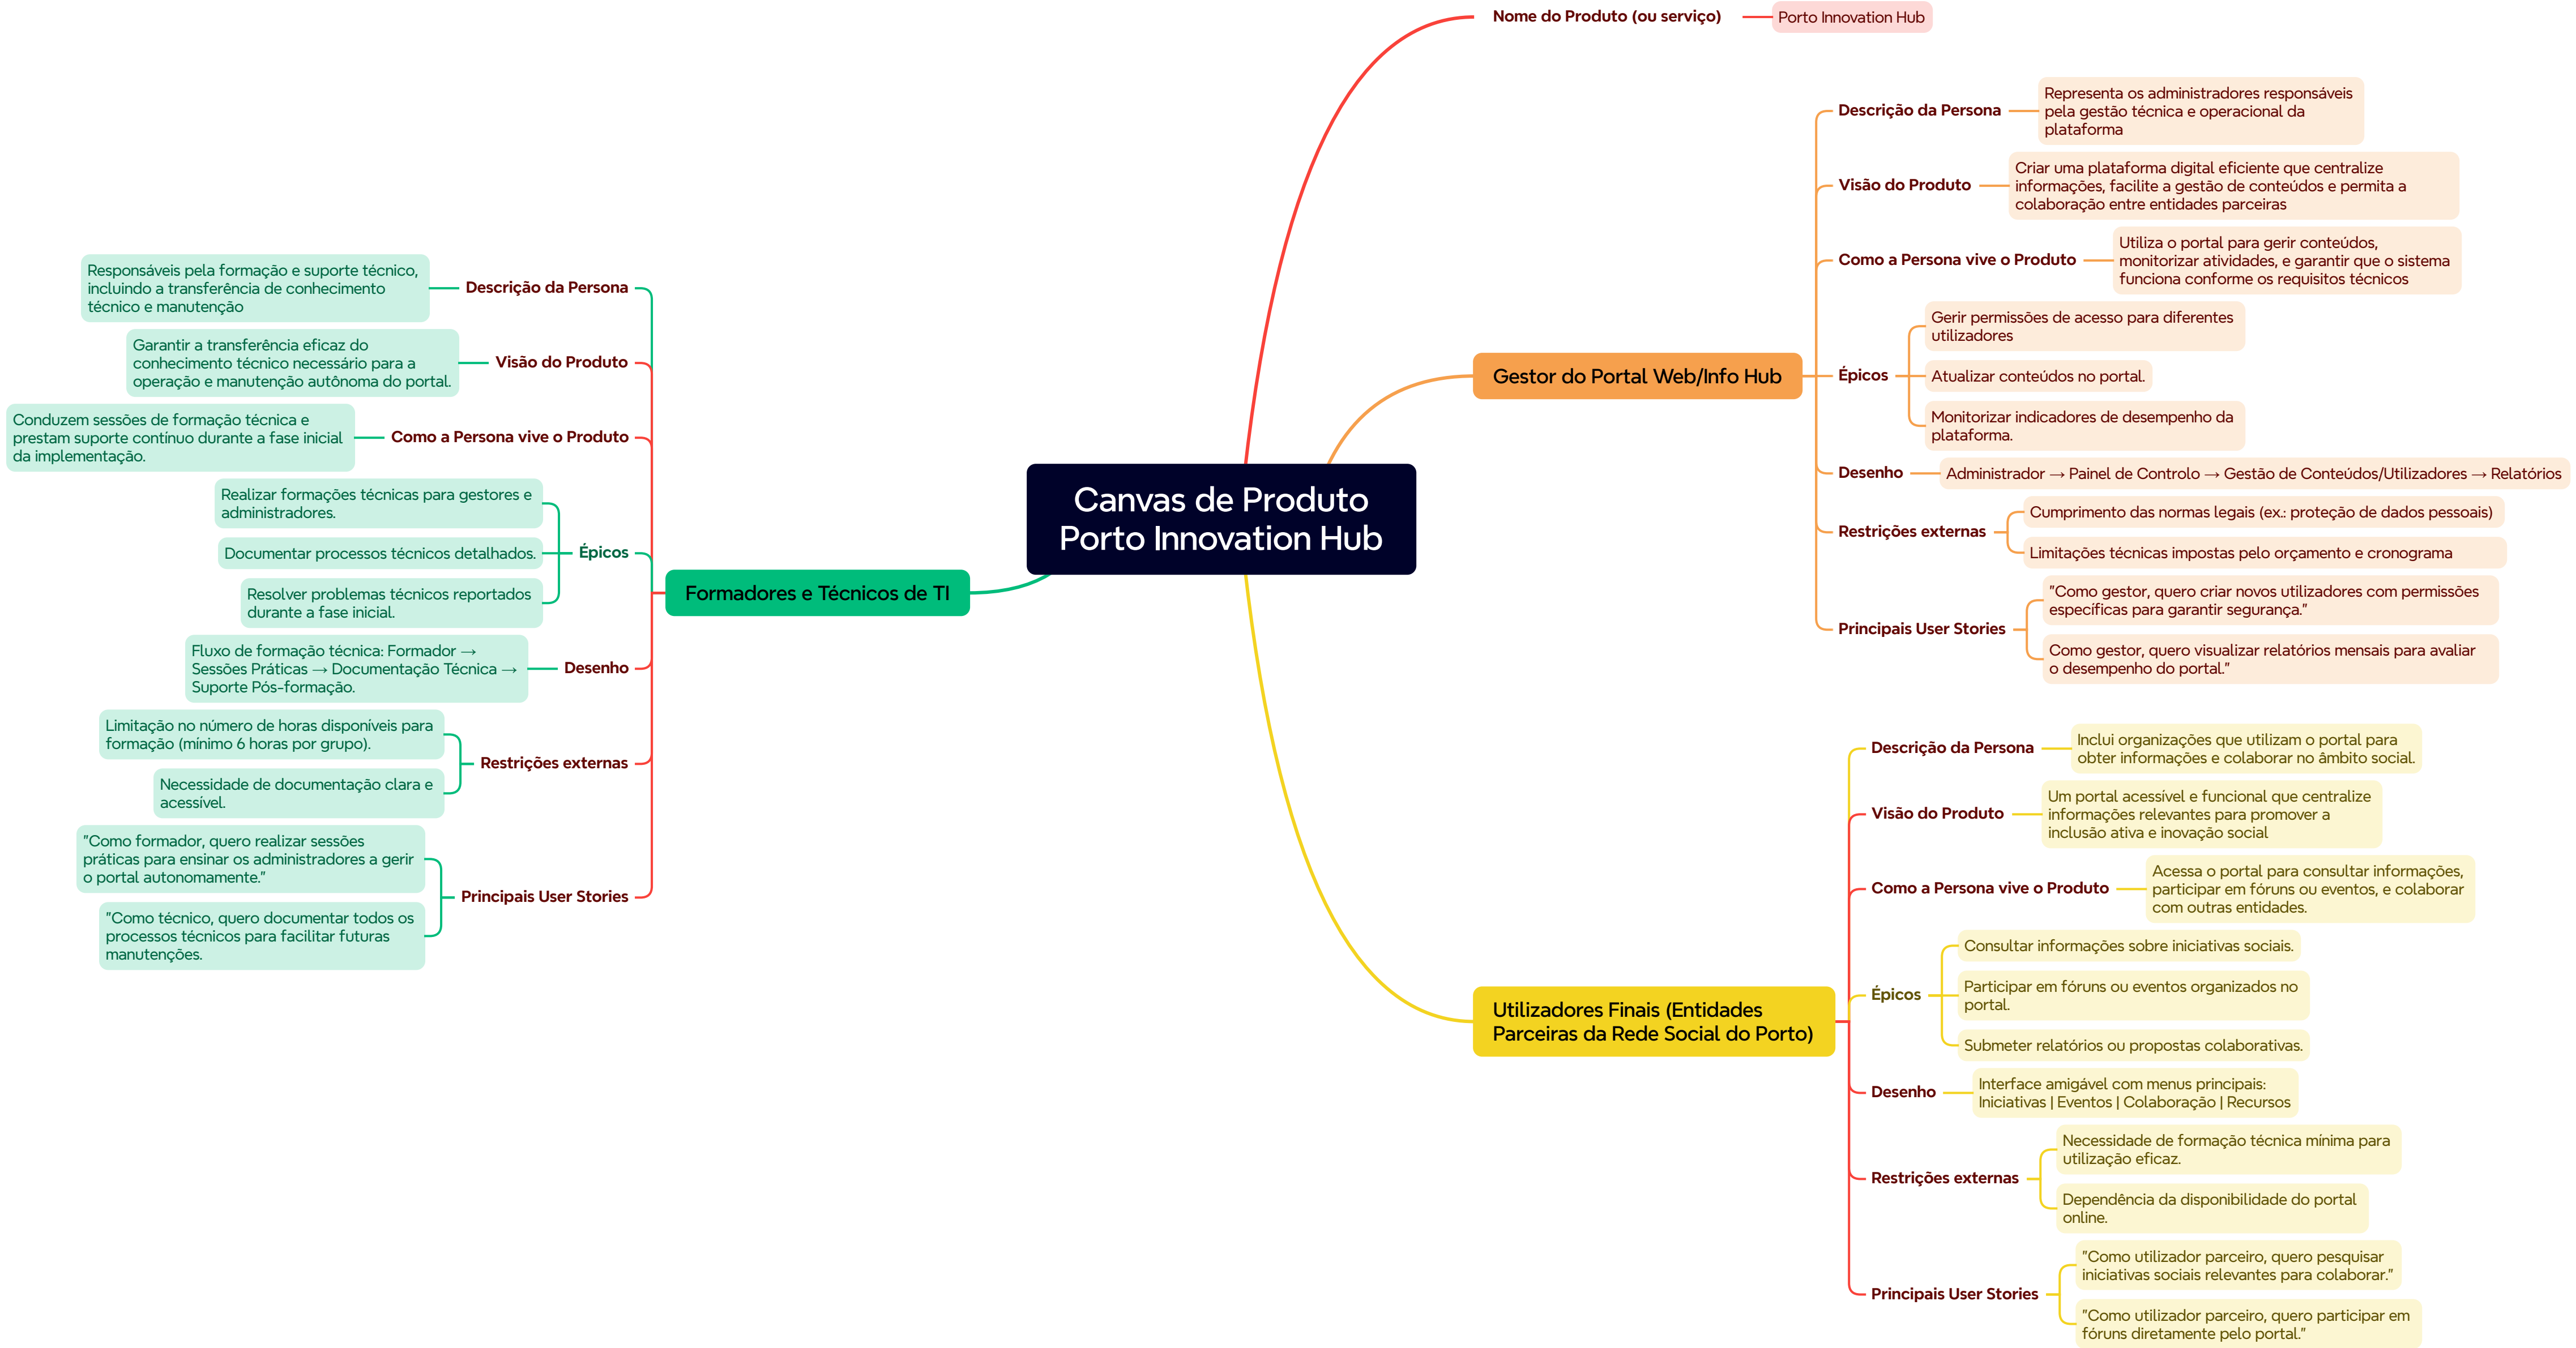 Nome do Produto (ou serviço)
Porto Innovation Hub
Canvas de Produto
Porto Innovation Hub
Gestor do Portal Web/Info Hub
Descrição da Persona
Representa os administradores responsáveis
pela gestão técnica e operacional da
plataforma
Visão do Produto
Criar uma plataforma digital eficiente que centralize
informações, facilite a gestão de conteúdos e permita a
colaboração entre entidades parceiras
Como a Persona vive o Produto
Utiliza o portal para gerir conteúdos,
monitorizar atividades, e garantir que o sistema
funciona conforme os requisitos técnicos
Épicos
Gerir permissões de acesso para diferentes
utilizadores
Atualizar conteúdos no portal.
Monitorizar indicadores de desempenho da
plataforma.
Desenho
Administrador → Painel de Controlo → Gestão de Conteúdos/Utilizadores → Relatórios
Restrições externas
Cumprimento das normas legais (ex.: proteção de dados pessoais)
Limitações técnicas impostas pelo orçamento e cronograma
Principais User Stories
"Como gestor, quero criar novos utilizadores com permissões
específicas para garantir segurança."
Como gestor, quero visualizar relatórios mensais para avaliar
o desempenho do portal."
Utilizadores Finais (Entidades
Parceiras da Rede Social do Porto)
Descrição da Persona
Inclui organizações que utilizam o portal para
obter informações e colaborar no âmbito social.
Visão do Produto
Um portal acessível e funcional que centralize
informações relevantes para promover a
inclusão ativa e inovação social
Como a Persona vive o Produto
Acessa o portal para consultar informações,
participar em fóruns ou eventos, e colaborar
com outras entidades.
Épicos
Consultar informações sobre iniciativas sociais.
Participar em fóruns ou eventos organizados no
portal.
Submeter relatórios ou propostas colaborativas.
Desenho
Interface amigável com menus principais:
Iniciativas | Eventos | Colaboração | Recursos
Restrições externas
Necessidade de formação técnica mínima para
utilização eficaz.
Dependência da disponibilidade do portal
online.
Principais User Stories
"Como utilizador parceiro, quero pesquisar
iniciativas sociais relevantes para colaborar."
"Como utilizador parceiro, quero participar em
fóruns diretamente pelo portal."
Formadores e Técnicos de TI
Descrição da Persona
Responsáveis pela formação e suporte técnico,
incluindo a transferência de conhecimento
técnico e manutenção
Visão do Produto
Garantir a transferência eficaz do
conhecimento técnico necessário para a
operação e manutenção autônoma do portal.
Como a Persona vive o Produto
Conduzem sessões de formação técnica e
prestam suporte contínuo durante a fase inicial
da implementação.
Épicos
Realizar formações técnicas para gestores e
administradores.
Documentar processos técnicos detalhados.
Resolver problemas técnicos reportados
durante a fase inicial.
Desenho
Fluxo de formação técnica: Formador →
Sessões Práticas → Documentação Técnica →
Suporte Pós-formação.
Restrições externas
Limitação no número de horas disponíveis para
formação (mínimo 6 horas por grupo).
Necessidade de documentação clara e
acessível.
Principais User Stories
"Como formador, quero realizar sessões
práticas para ensinar os administradores a gerir
o portal autonomamente."
"Como técnico, quero documentar todos os
processos técnicos para facilitar futuras
manutenções.